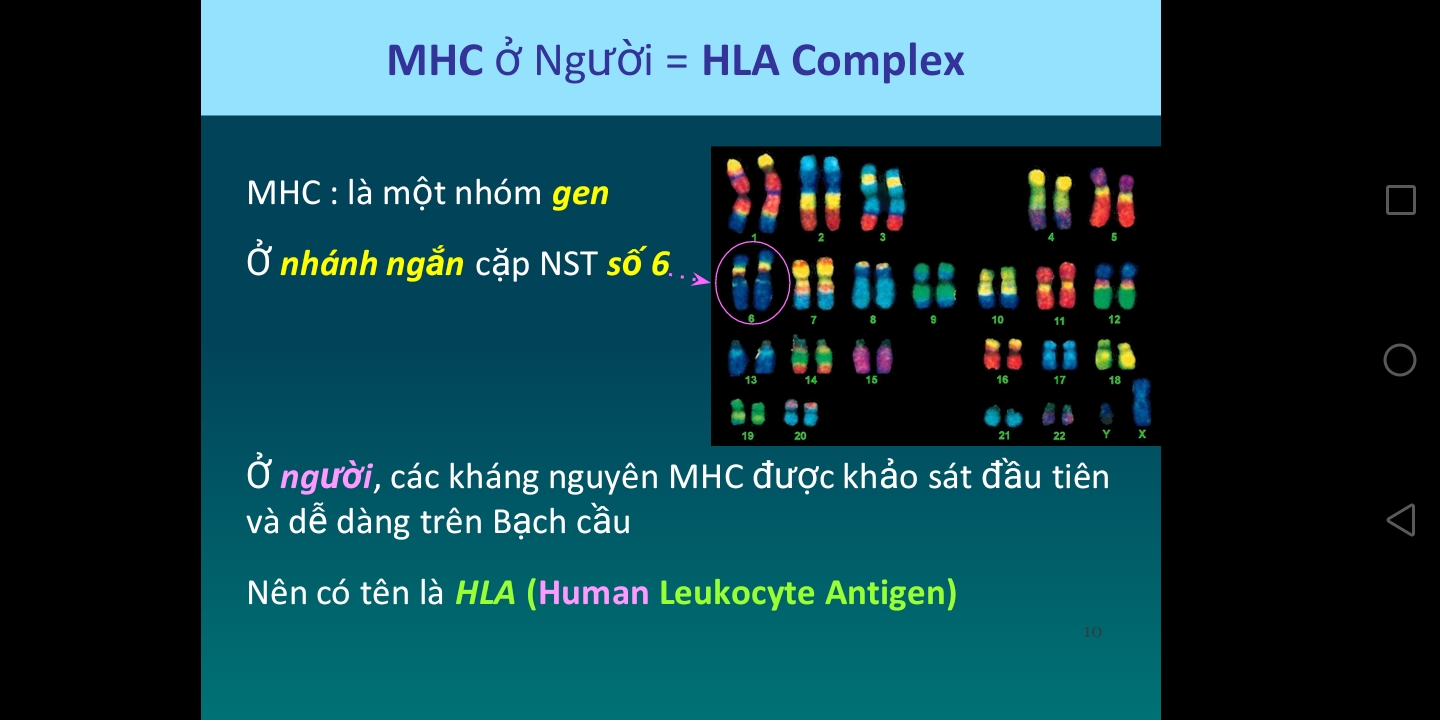 MHC ở Người = HLA Complex
MHC : là một nhóm gen
Ở nhánh ngắn cặp NST số 6
1 2 3 4 5
6 7 8 9 10 11 12
13 14 15 16 17 18
19 20 21 22 Y X
Ở người, các kháng nguyên MHC được khảo sát đầu tiên
và dễ dàng trên Bạch cầu
Nên có tên là HLA (Human Leukocyte Antigen)
10